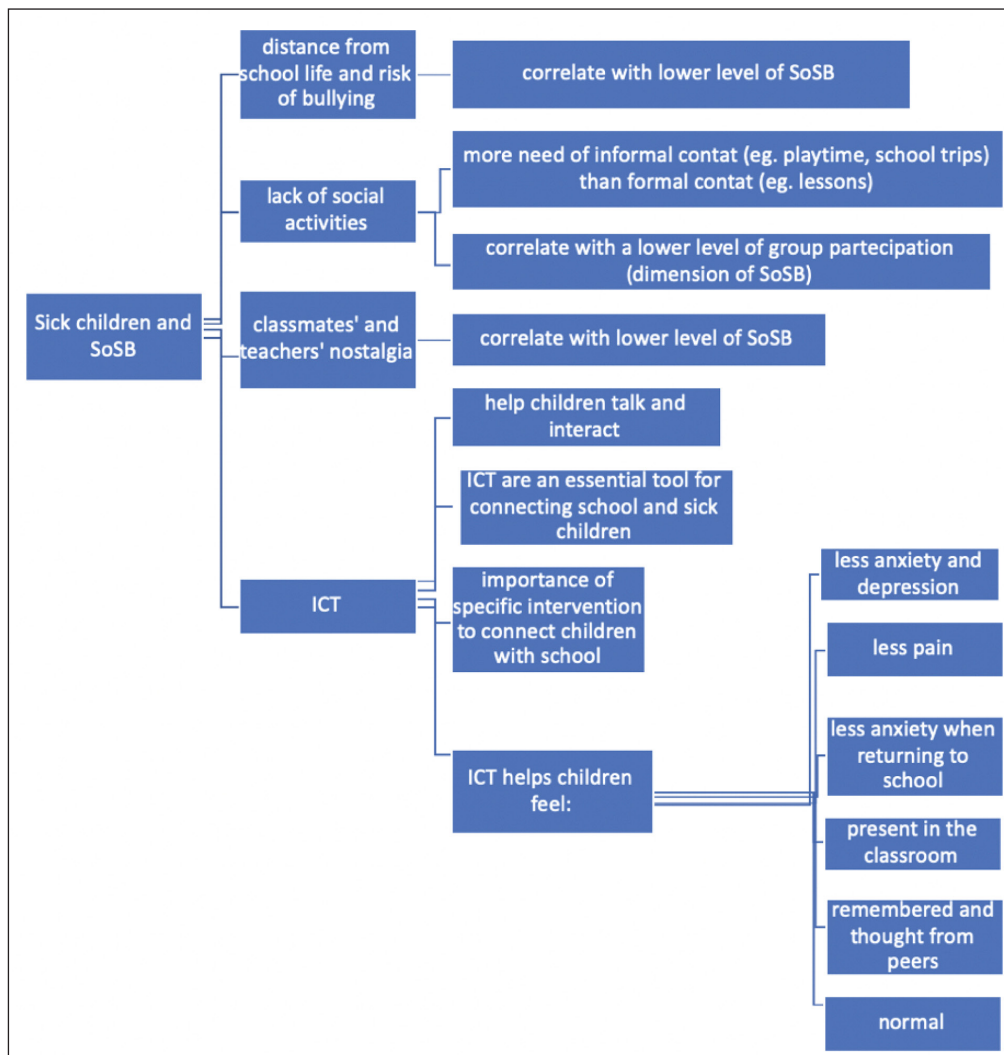 distance from
school life and risk
of bullying
correlate with lower level of SoSB
lack of social
activities
more need of informal contat (eg. playtime, school trips)
than formal contat (eg. lessons)
correlate with a lower level of group partecipation
(dimension of SoSB)
Sick children and
SoSB
classmates' and
teachers' nostalgia
correlate with lower level of SoSB
ICT
help children talk and
interact
ICT are an essential tool for
connecting school and sick
children
importance of
specific intervention
to connect children
with school
ICT helps children
feel:
less anxiety and
depression
less pain
less anxiety when
returning to
school
present in the
classroom
remembered and
thought from
peers
normal